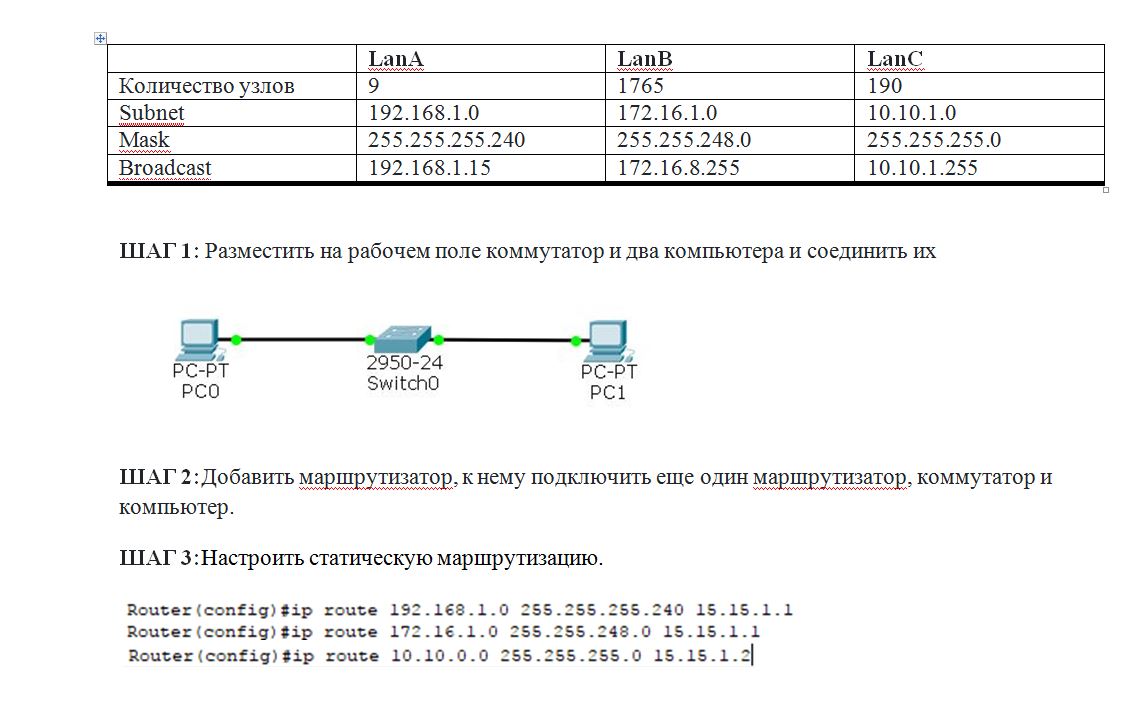 LanA LanB LanC
Количество узлов 9 1765 190
Subnet 192.168.1.0 172.16.1.0 10.10.1.0
Mask 255.255.255.240 255.255.248.0 255.255.255.0
Broadcast 192.168.1.15 172.16.8.255 10.10.1.255
ШАГ 1: Разместить на рабочем поле коммутатор и два компьютера и соединить их
PC-PT
PC0
2950-24
Switch0
PC-PT
PC1
ШАГ 2:Добавить маршрутизатор, к нему подключить еще один маршрутизатор, коммутатор и
компьютер.
ШАГ 3:Настроить статическую маршрутизацию.
Router(config)#ip route 192.168.1.0 255.255.255.240 15.15.1.1
Router(config)#ip route 172.16.1.0 255.255.248.0 15.15.1.1
Router(config)#ip route 10.10.0.0 255.255.255.0 15.15.1.2